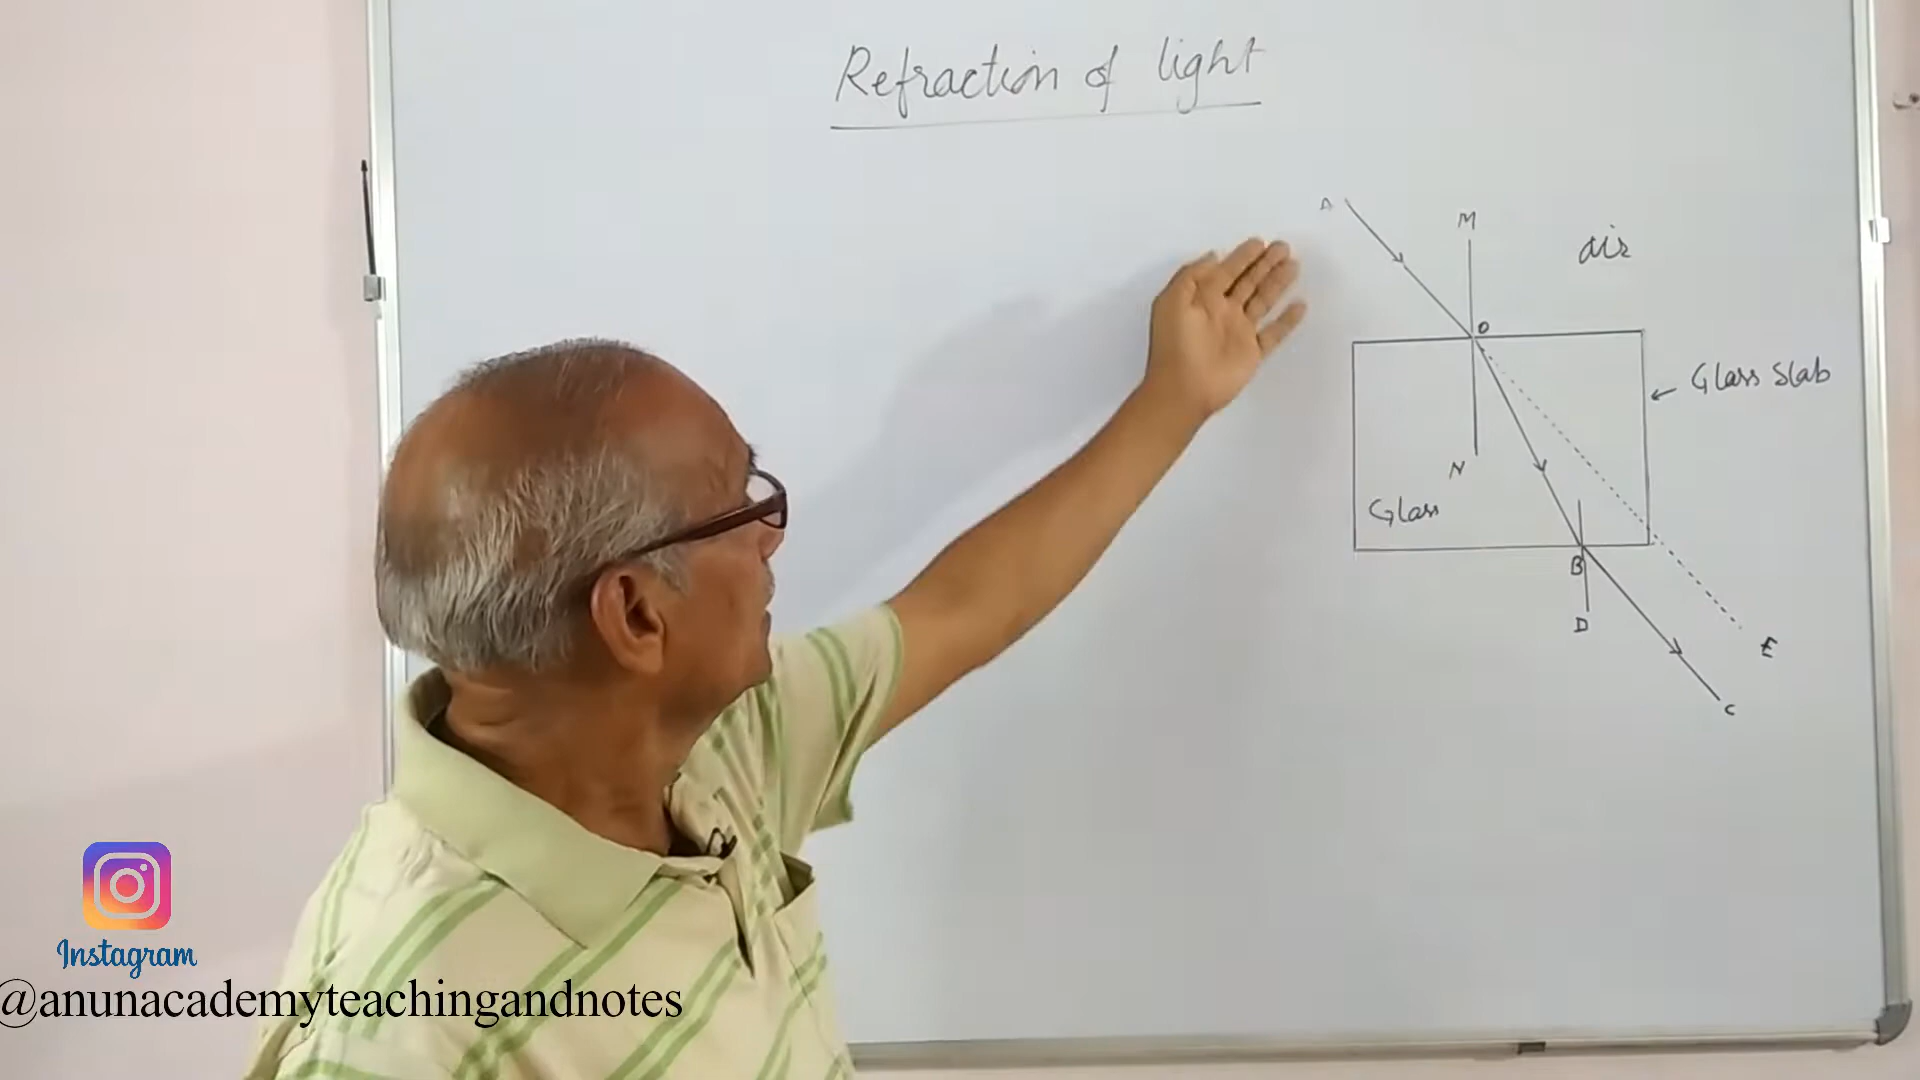 Refraction of light
A
M
air
O
Glass Slab
N
Glass
B
D
E
C
Instagram
@anunacademyteachingandnotes